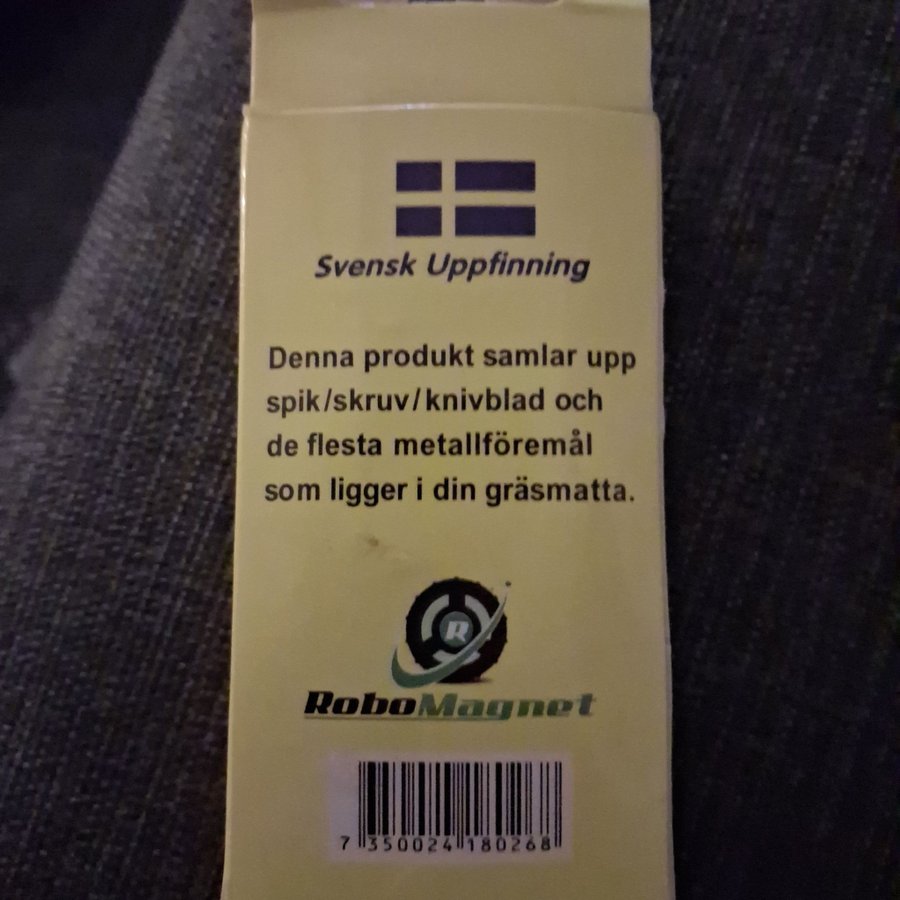 Svensk Uppfinning
Denna produkt samlar upp
spik/skruv/knivblad och
de flesta metallföremål
som ligger i din gräsmatta.
R
RoboMagnet
7 350024 180268